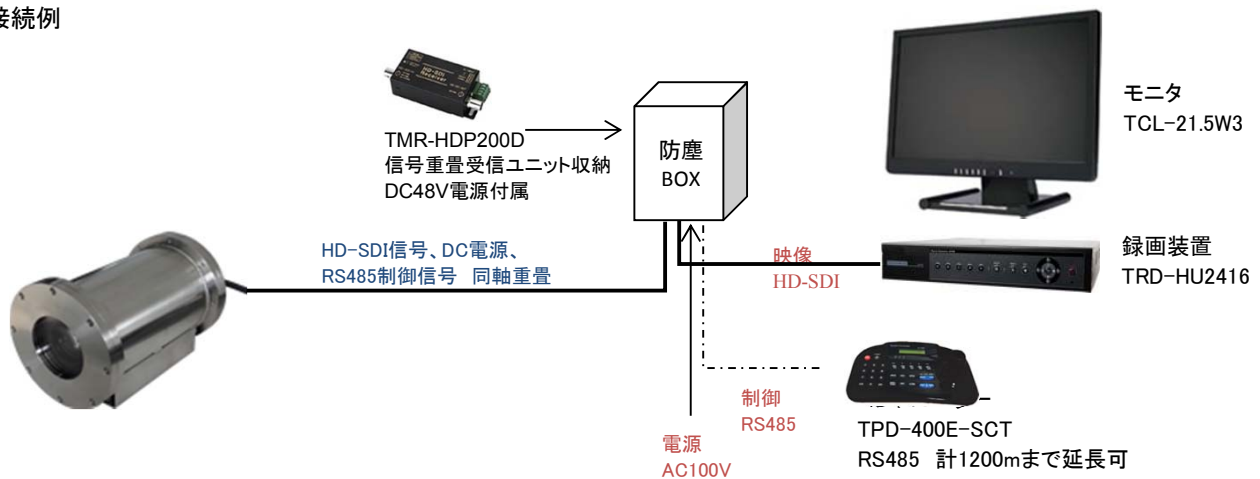 接続例
TMR-HDP200D
信号重畳受信ユニット収納
DC48V電源付属
HD-SDI Receiver
防塵
BOX
モニタ
TCL-21.5W3
HD-SDI信号、DC電源、
RS485制御信号 同軸重畳
映像
HD-SDI
録画装置
TRD-HU2416
制御
RS485
電源
AC100V
TPD-400E-SCT
RS485 計1200mまで延長可